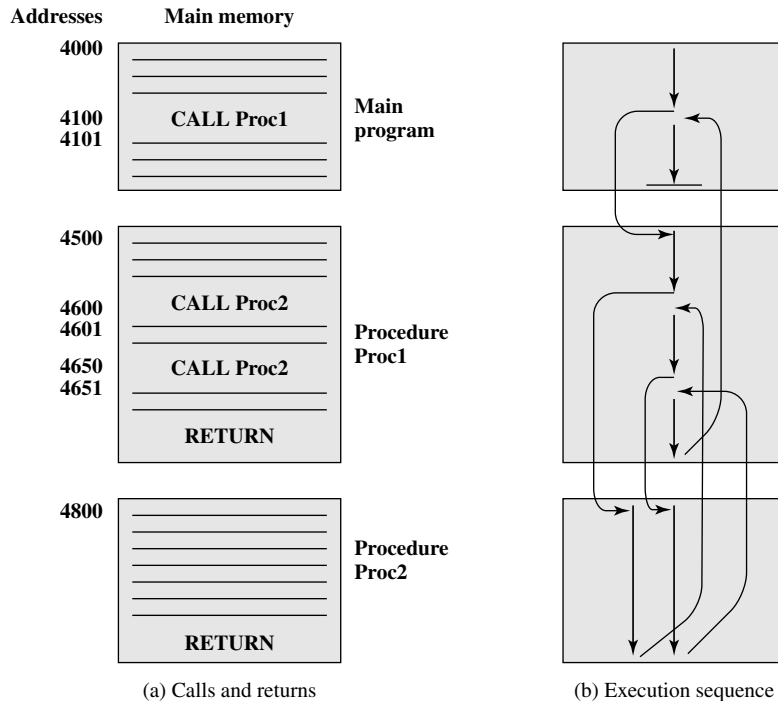 Addresses Main memory
4000
4100 CALL Proc1
4101
Main
program
4500
4600 CALL Proc2
4601
4650 CALL Proc2
4651
RETURN
Procedure
Proc1
4800
Procedure
Proc2
RETURN
(a) Calls and returns
(b) Execution sequence